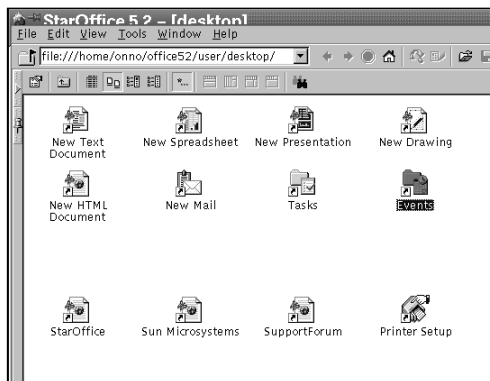 StarOffice 5.2 – [desktop]
File Edit View Tools Window Help
file:///home/onno/office52/user/desktop/
*...
New Text
Document
New Spreadsheet
New Presentation
New Drawing
New HTML
Document
New Mail
Tasks
Events
StarOffice
Sun Microsystems
SupportForum
Printer Setup